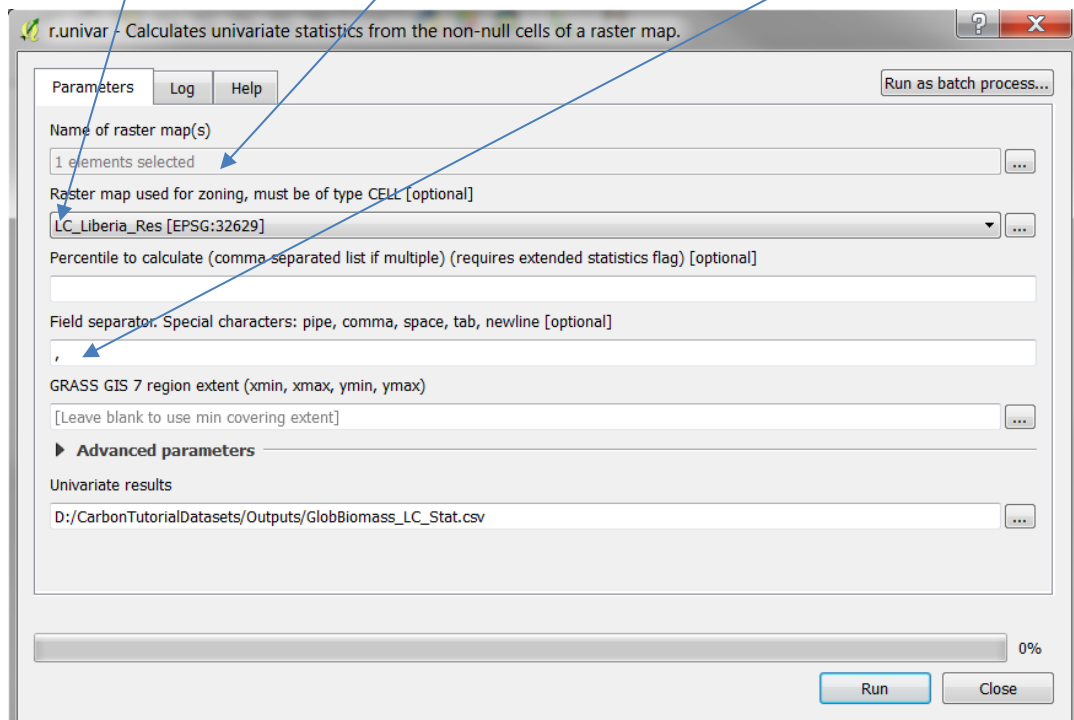 r.univar - Calculates univariate statistics from the non-null cells of a raster map.
? X
Parameters Log Help Run as batch process...
Name of raster map(s)
1 elements selected ...
Raster map used for zoning, must be of type CELL [optional]
LC_Liberia_Res [EPSG:32629] ...
Percentile to calculate (comma separated list if multiple) (requires extended statistics flag) [optional]
Field separator. Special characters: pipe, comma, space, tab, newline [optional]
,
GRASS GIS 7 region extent (xmin, xmax, ymin, ymax)
[Leave blank to use min covering extent] ...
Advanced parameters
Univariate results
D:/CarbonTutorialDatasets/Outputs/GlobBiomass_LC_Stat.csv ...
0%
Run Close